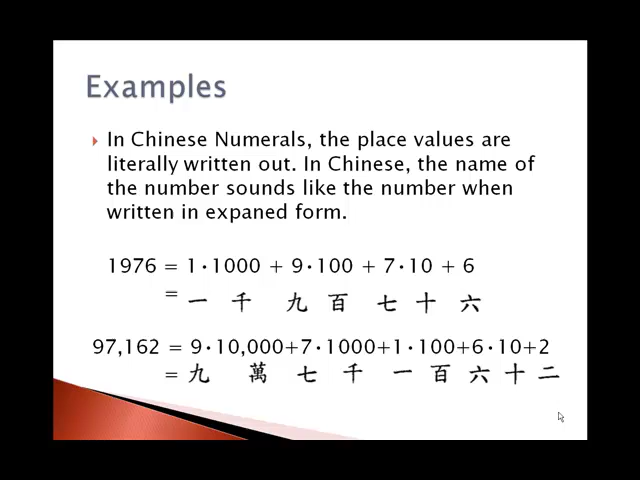 Examples
In Chinese Numerals, the place values are
literally written out. In Chinese, the name of
the number sounds like the number when
written in expaned form.
1976 = 1·1000 + 9·100 + 7·10 + 6
= 一 千 九 百 七 十 六
97,162 = 9·10,000+7·1000+1·100+6·10+2
= 九 萬 七 千 一 百 六 十 二